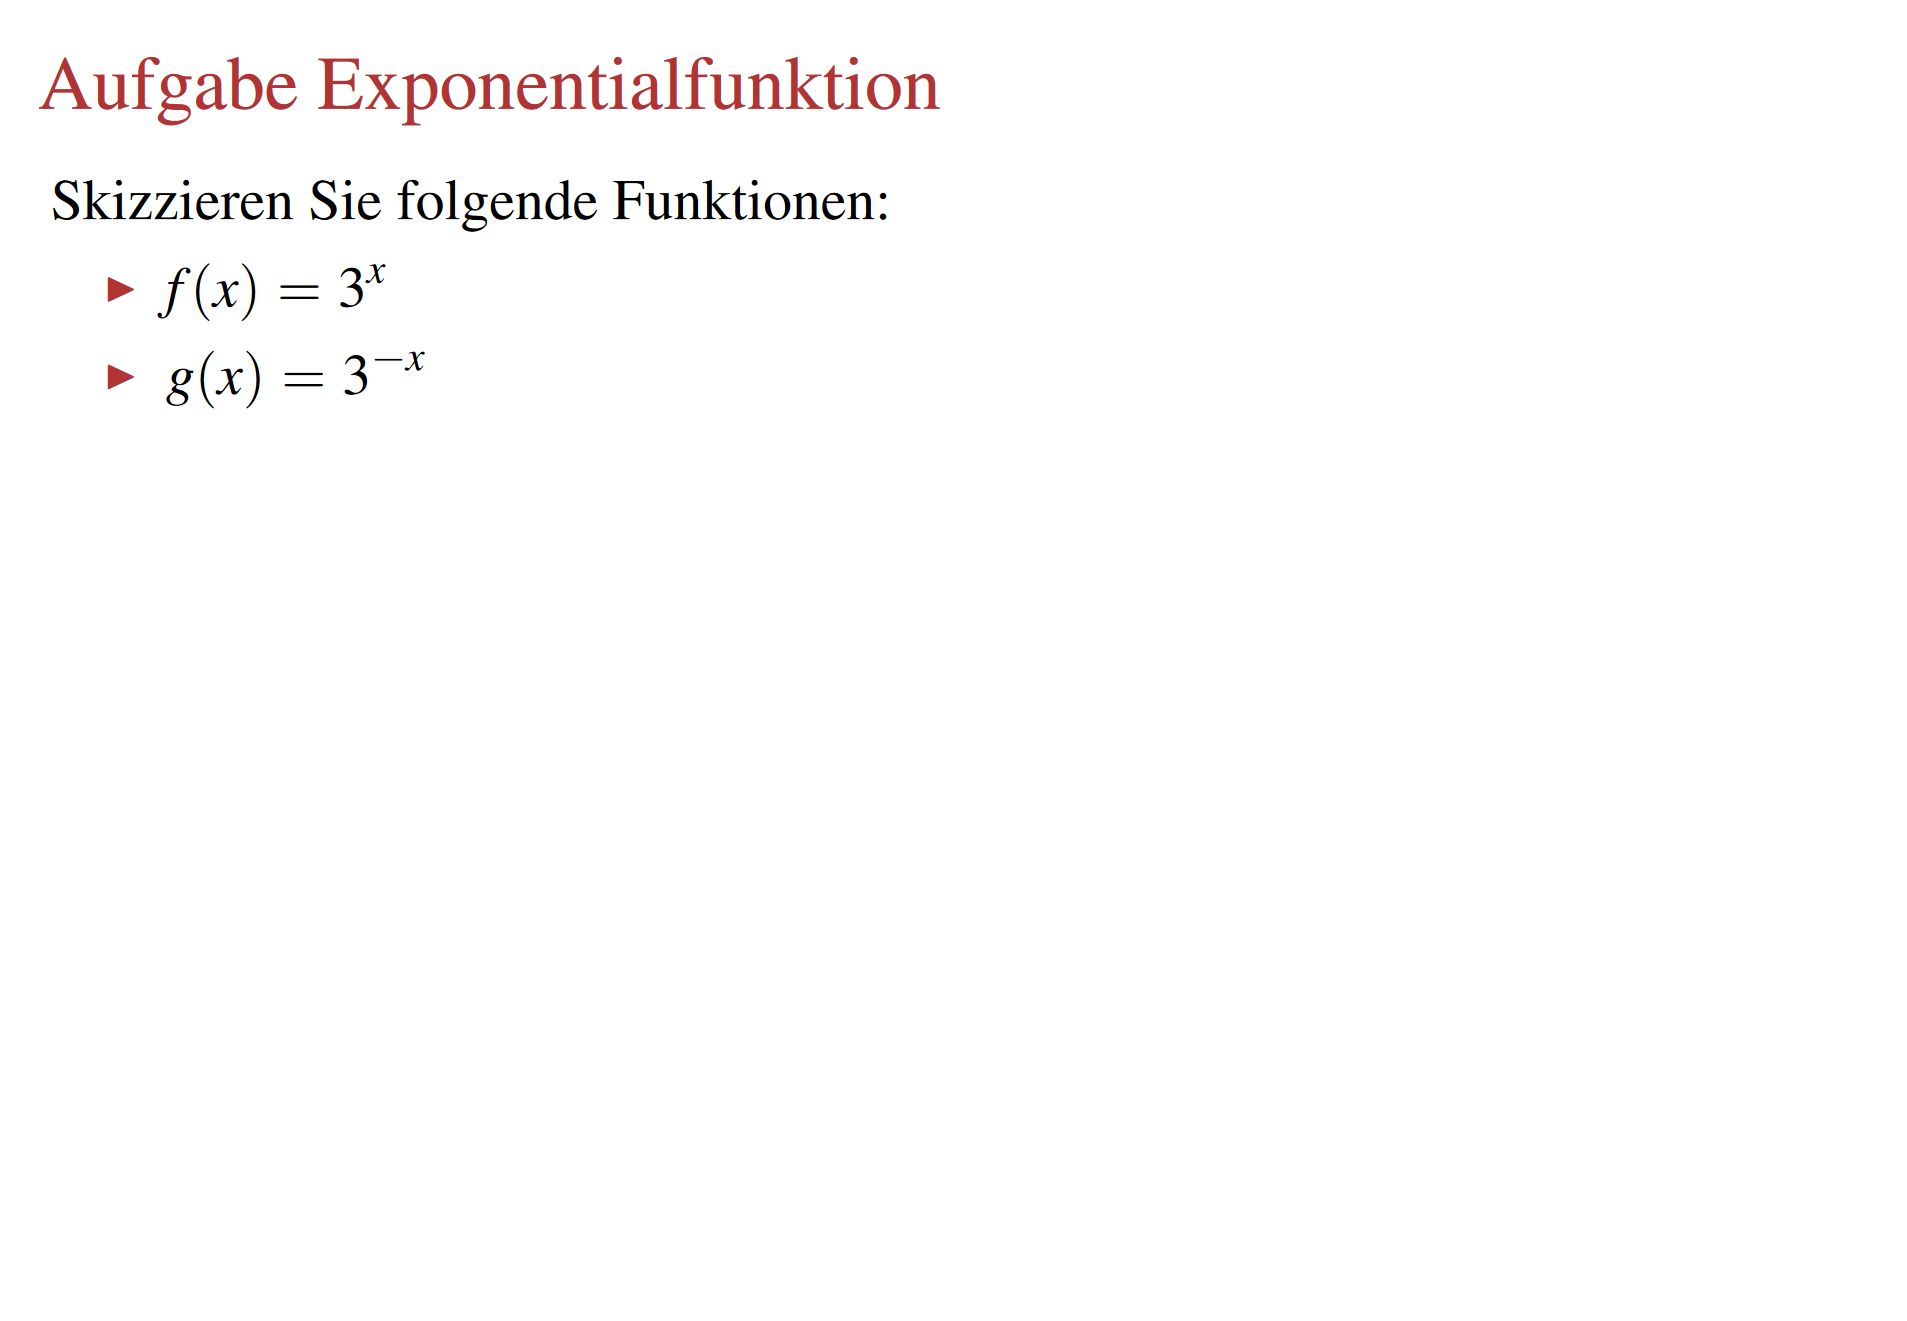 Aufgabe Exponentialfunktion
Skizzieren Sie folgende Funktionen:
▶ f(x) = 3^x
▶ g(x) = 3^{−x}